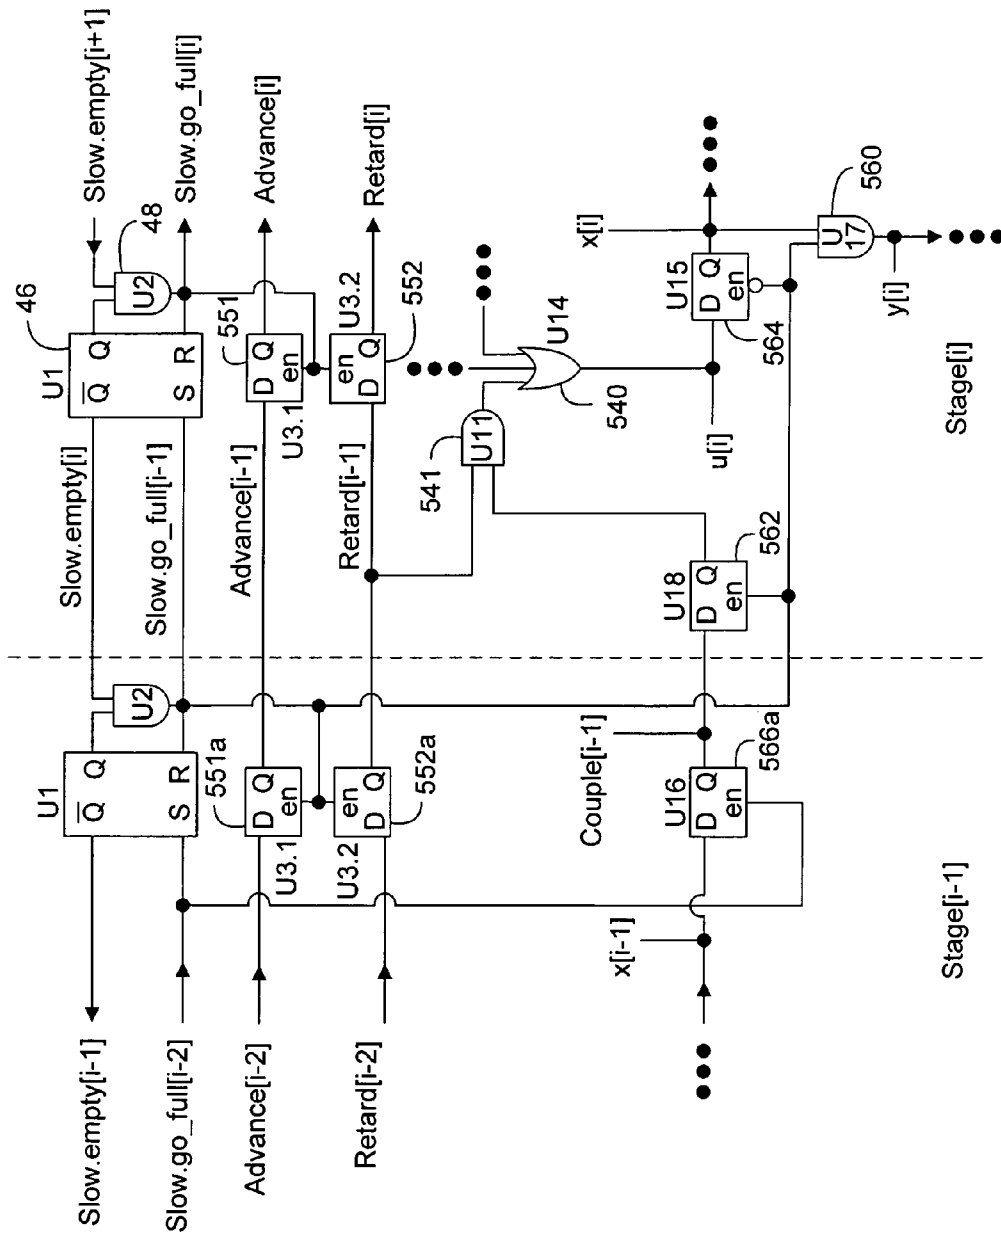 Slow.empty[i-1]
Slow.go_full[i-2]
Advance[i-2]
Retard[i-2]
U1
Q
Q
S
R
U2
551a
D
Q
en
U3.1
en
D
Q
U3.2
552a
x[i-1]
Couple[i-1]
U16
D
Q
en
566a
Stage[i-1]
Slow.empty[i]
Slow.go_full[i-1]
Advance[i-1]
Retard[i-1]
U1
46
Q
Q
S
R
U2
48
Slow.empty[i+1]
Slow.go_full[i]
551
D
Q
en
U3.1
Advance[i]
U3.2
en
D
Q
552
Retard[i]
541
U11
U14
540
U18
D
Q
en
562
u[i]
U15
D
Q
en
564
x[i]
U
17
560
y[i]
Stage[i]